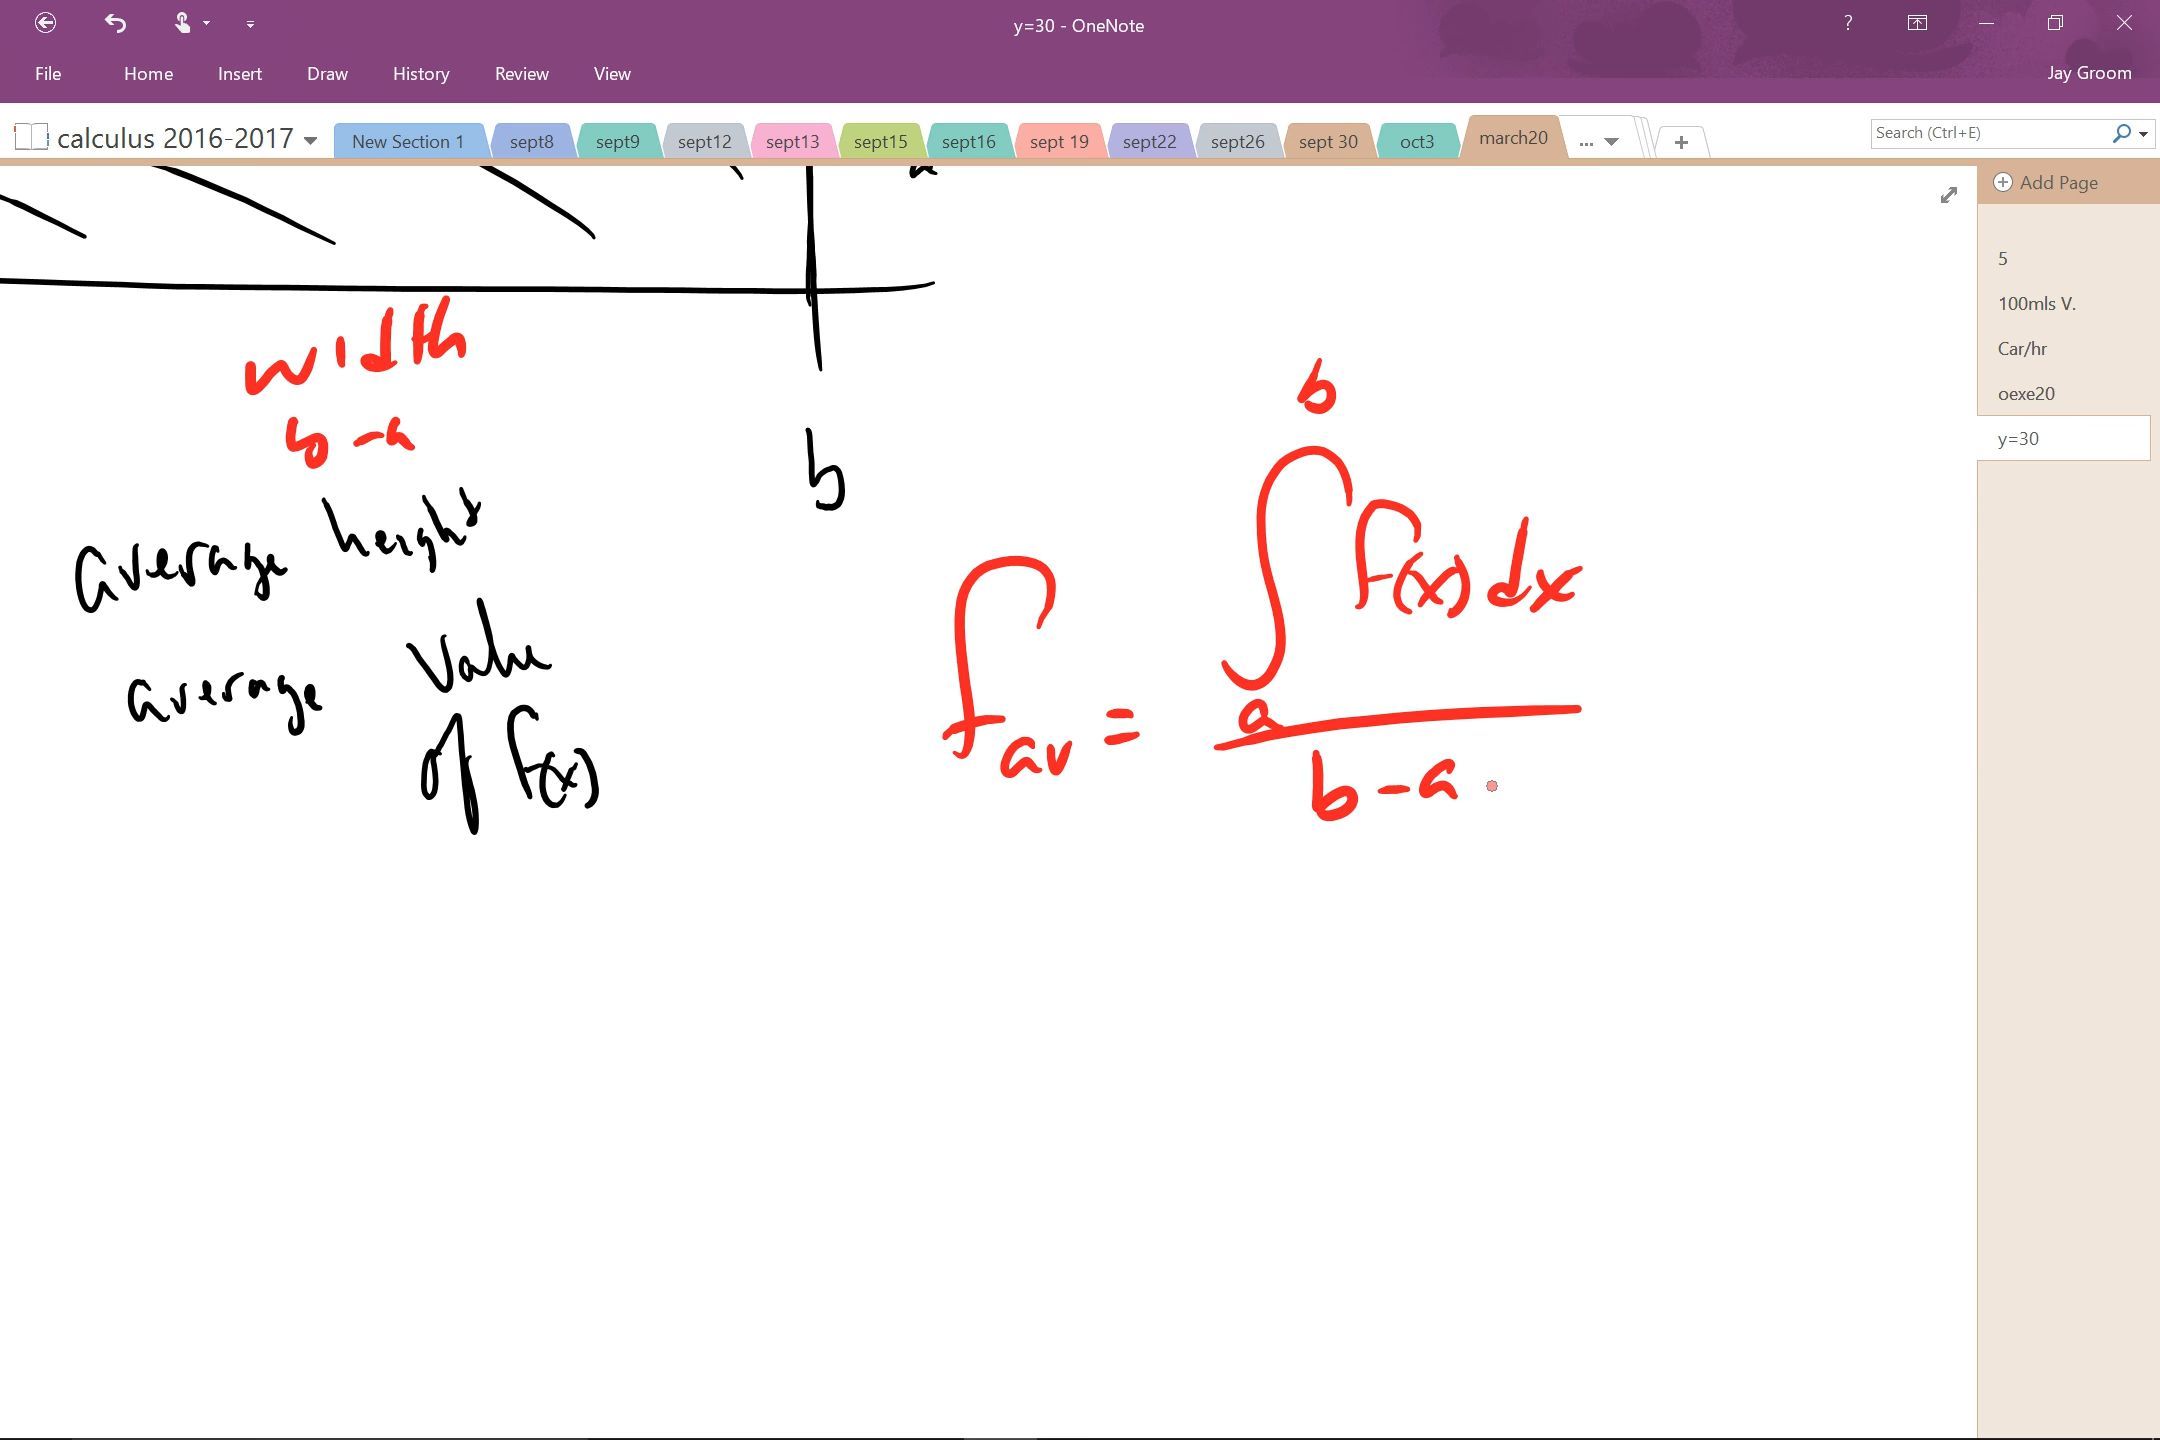 y=30 - OneNote
?
File Home Insert Draw History Review View
Jay Groom
calculus 2016-2017
New Section 1 sept8 sept9 sept12 sept13 sept15 sept16 sept 19 sept22 sept26 sept 30 oct3 march20 ... +
Search (Ctrl+E)
Add Page
5
100mls V.
Car/hr
oexe20
y=30
width
b-a
b
average height
average value
of f(x)
b
∫ f(x) dx
f av = a
b-a